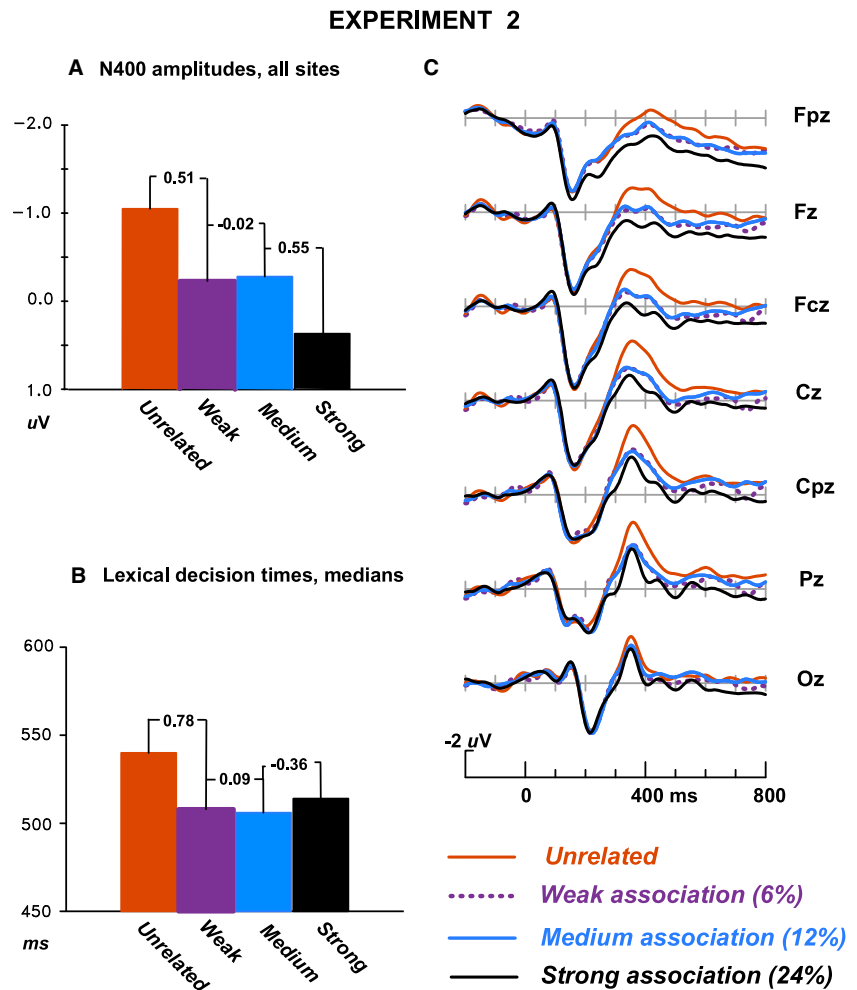 EXPERIMENT 2
A N400 amplitudes, all sites
−2.0
−1.0
0.0
1.0
uV
0.51
-0.02
0.55
Unrelated
Weak
Medium
Strong
B Lexical decision times, medians
600
550
500
450
ms
0.78
0.09
-0.36
Unrelated
Weak
Medium
Strong
C
Fpz
Fz
Fcz
Cz
Cpz
Pz
Oz
-2 uV
0 400 ms 800
Unrelated
Weak association (6%)
Medium association (12%)
Strong association (24%)